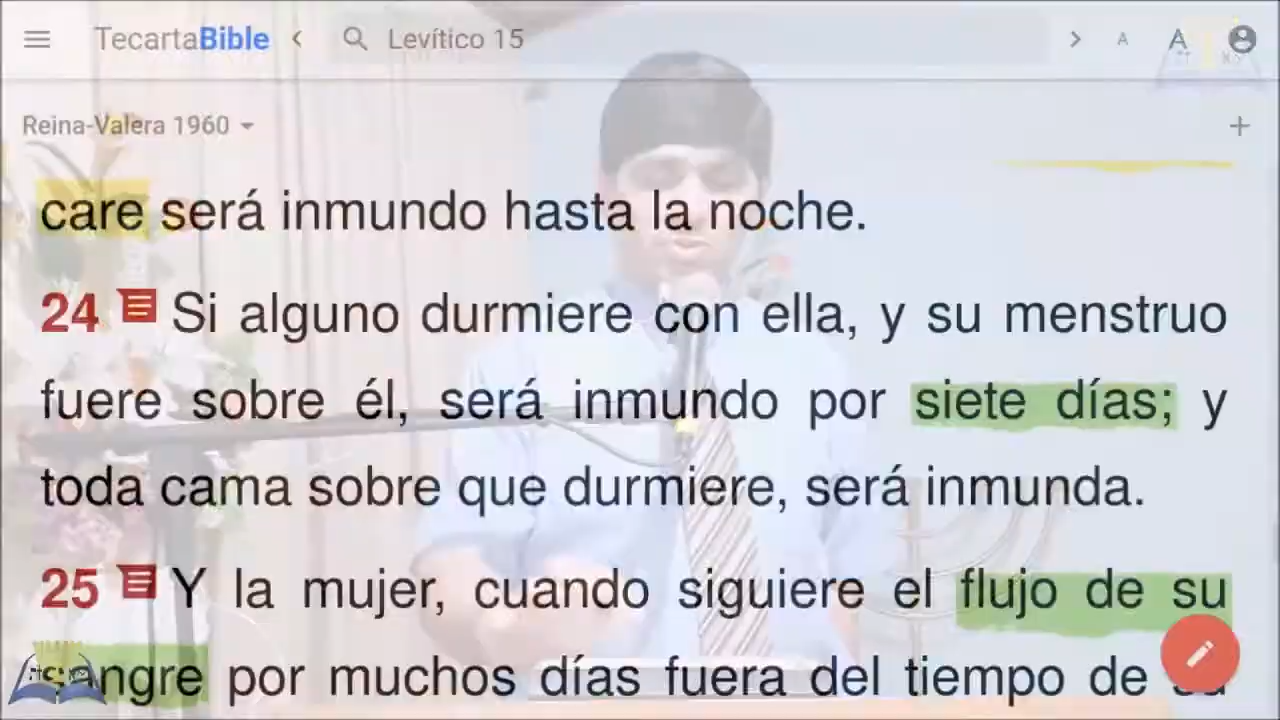 TecartaBible
Levítico 15
A A
Reina-Valera 1960
care será inmundo hasta la noche.
24 Si alguno durmiere con ella, y su menstruo
fuere sobre él, será inmundo por siete días; y
toda cama sobre que durmiere, será inmunda.
25 Y la mujer, cuando siguiere el flujo de su
sangre por muchos días fuera del tiempo de su